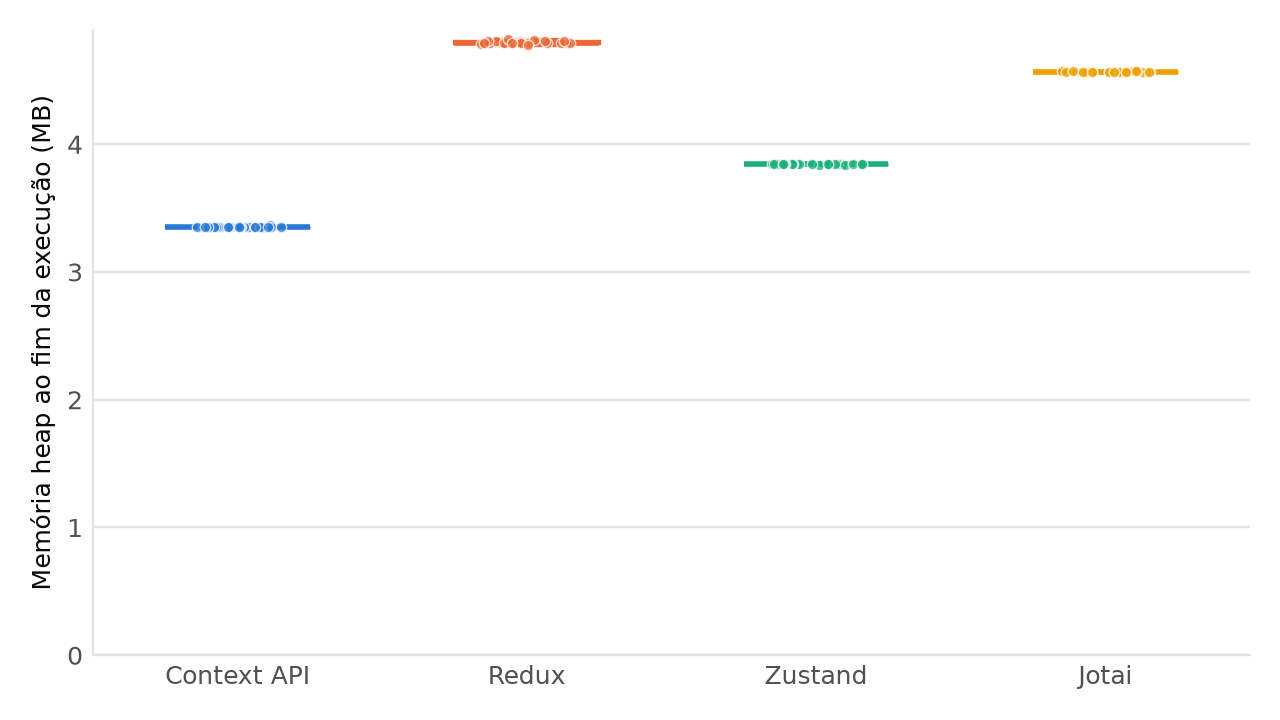 Memória heap ao fim da execução (MB)
4
3
2
1
0
Context API
Redux
Zustand
Jotai